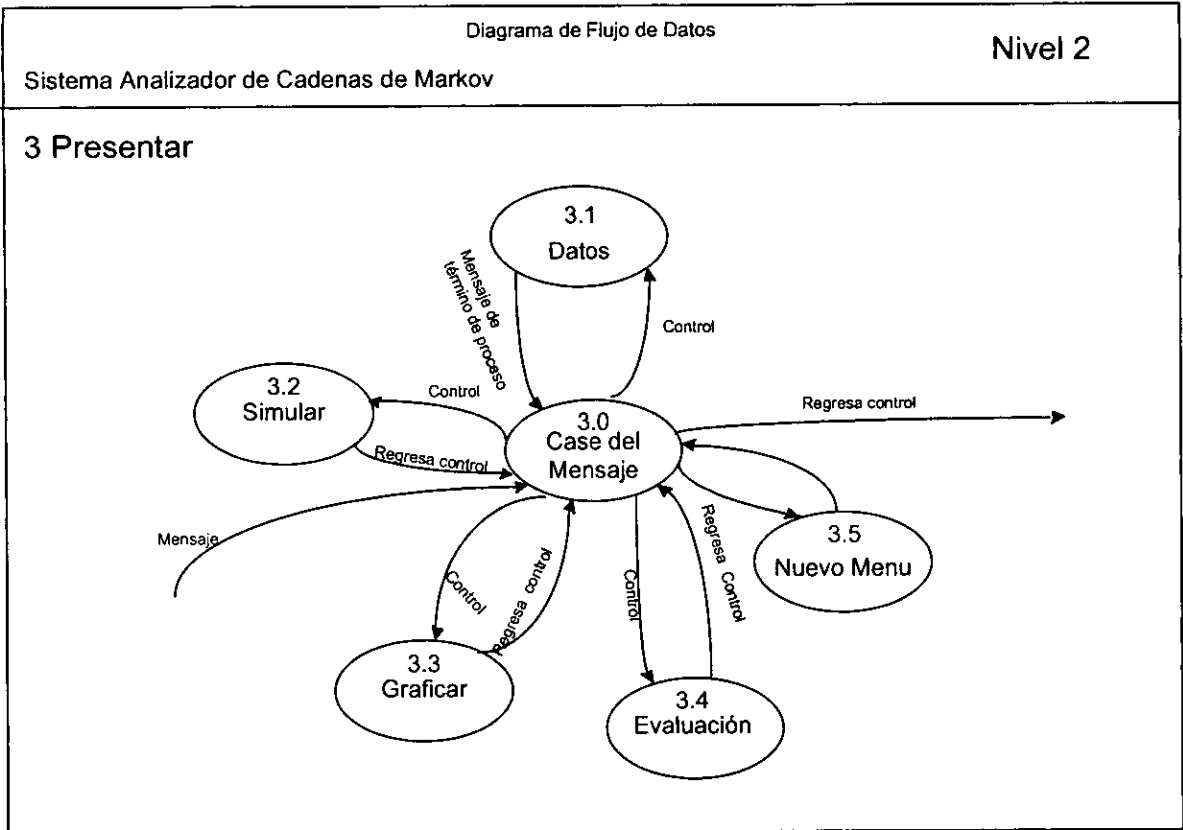 Diagrama de Flujo de Datos
Nivel 2
Sistema Analizador de Cadenas de Markov
3 Presentar
3.1
Datos
Mensaje de
término de proceso
Control
3.2
Simular
Control
Regresa control
3.0
Case del
Mensaje
Regresa control
Mensaje
3.5
Nuevo Menu
Control
Regresa control
Control
Regresa Control
3.3
Graficar
3.4
Evaluación